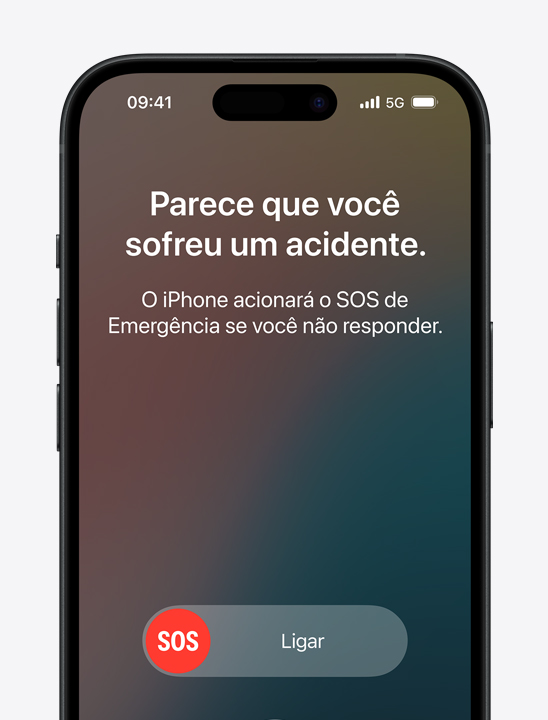 09:41 5G
Parece que você
sofreu um acidente.
O iPhone acionará o SOS de
Emergência se você não responder.
SOS Ligar